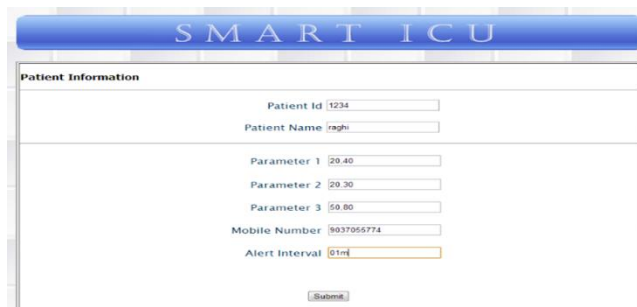 SMART ICU
Patient Information
Patient Id 1234
Patient Name raghi
Parameter 1 20.40
Parameter 2 20.30
Parameter 3 50.80
Mobile Number 9037055774
Alert Interval 01m
Submit